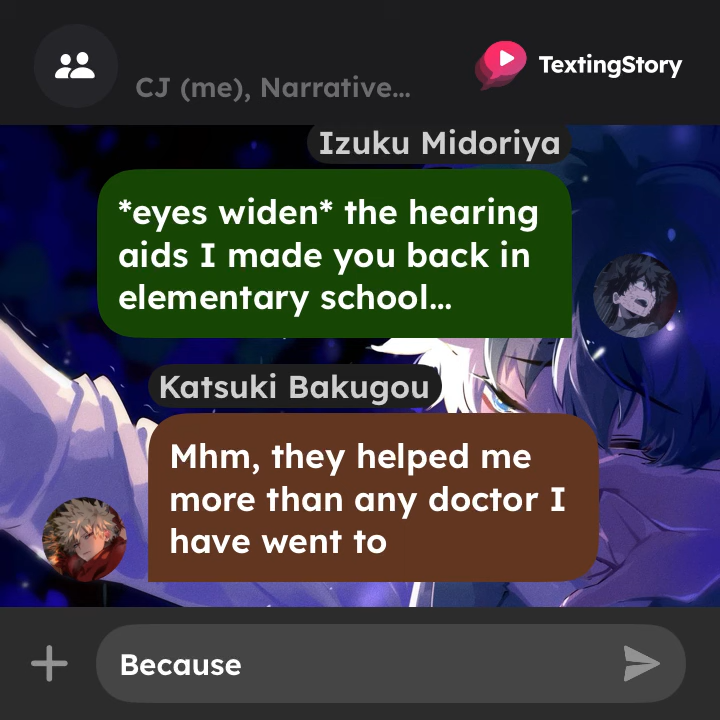 CJ (me), Narrative...
TextingStory
Izuku Midoriya
*eyes widen* the hearing
aids I made you back in
elementary school...
Katsuki Bakugou
Mhm, they helped me
more than any doctor I
have went to
Because